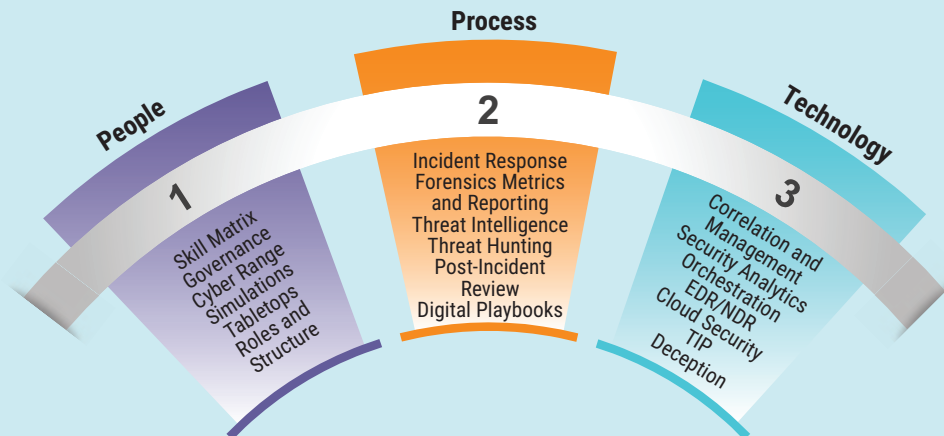 People
1
Skill Matrix
Governance
Cyber Range
Simulations
Tabletops
Roles and
Structure
Process
2
Incident Response
Forensics Metrics
and Reporting
Threat Intelligence
Threat Hunting
Post-Incident
Review
Digital Playbooks
Technology
3
Correlation and
Management
Security Analytics
Orchestration
EDR/NDR
Cloud Security
TIP
Deception